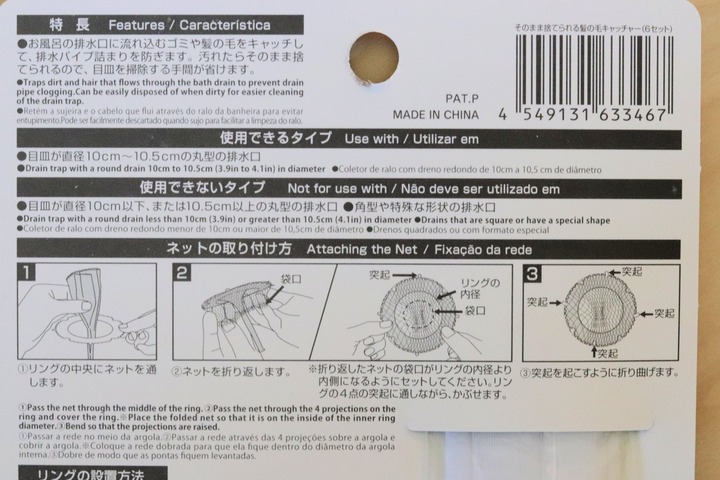 特 長 Features / Característica
●お風呂の排水口に流れ込むゴミや髪の毛をキャッチし
て、排水パイプ詰まりを防ぎます。汚れたらそのまま捨
てられるので、目皿を掃除する手間が省けます。
●Traps dirt and hair that flows through the bath drain to prevent drain
pipe clogging.Can be easily disposed of when dirty for easier cleaning
of the drain trap.
●Retém a sujeira e o cabelo que flui através do ralo da banheira para evitar
entupimento.Pode ser facilmente descartado quando sujo para facilitar a limpeza do ralo.
そのまま捨てられる髪の毛キャッチャー(6セット)
PAT.P
MADE IN CHINA
4 549131 633467
使用できるタイプ Use with / Utilizar em
●目皿が直径10cm〜10.5cmの丸型の排水口
●Drain trap with a round drain 10cm to 10.5cm (3.9in to 4.1in) in diameter ●Coletor de ralo com dreno redondo de 10cm a 10,5 cm de diâmetro
使用できないタイプ Not for use with / Não deve ser utilizado em
●目皿が直径10cm以下、または10.5cm以上の丸型の排水口 ●角型や特殊な形状の排水口
●Drain trap with a round drain less than 10cm (3.9in) or greater than 10.5cm (4.1in) in diameter ●Drains that are square or have a special shape
●Coletor de ralo com dreno redondo menor de 10cm ou maior de 10,5cm de diâmetro ●Drenos quadrados ou com formato especial
ネットの取り付け方 Attaching the Net / Fixação da rede
1
2
袋口
突起
リングの
内径
袋口
3
突起
突起
突起
突起
①リングの中央にネットを通
します。
②ネットを折り返します。
※折り返したネットの袋口がリングの内径より
内側になるようにセットしてください。リン
グの4点の突起に通しながら、かぶせます。
③突起を起こすように折り曲げます。
①Pass the net through the middle of the ring. ②Pass the net through the 4 projections on the
ring and cover the ring.※Place the folded net so that it is on the inside of the inner ring
diameter.③Bend so that the projections are raised.
①Passar a rede no meio da argola.②Passar a rede através das 4 projeções sobre a argola e
cobrir a argola.※Coloque a rede dobrada para que ela fique dentro do diâmetro da argola
interna.③Dobre de modo que as pontas fiquem levantadas.
リングの設置方法